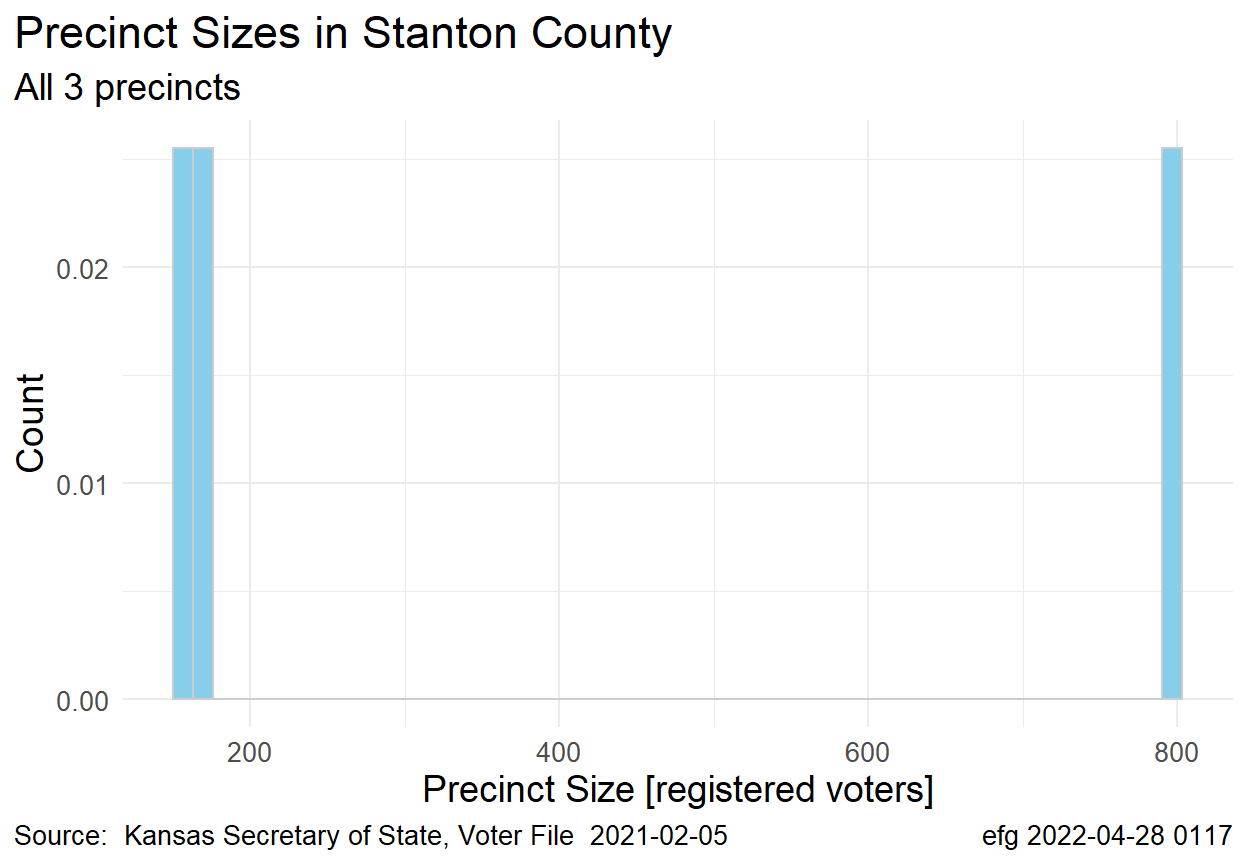 Precinct Sizes in Stanton County
All 3 precincts
Count
0.02
0.01
0.00
200 400 600 800
Precinct Size [registered voters]
Source:  Kansas Secretary of State, Voter File  2021-02-05
efg 2022-04-28 0117